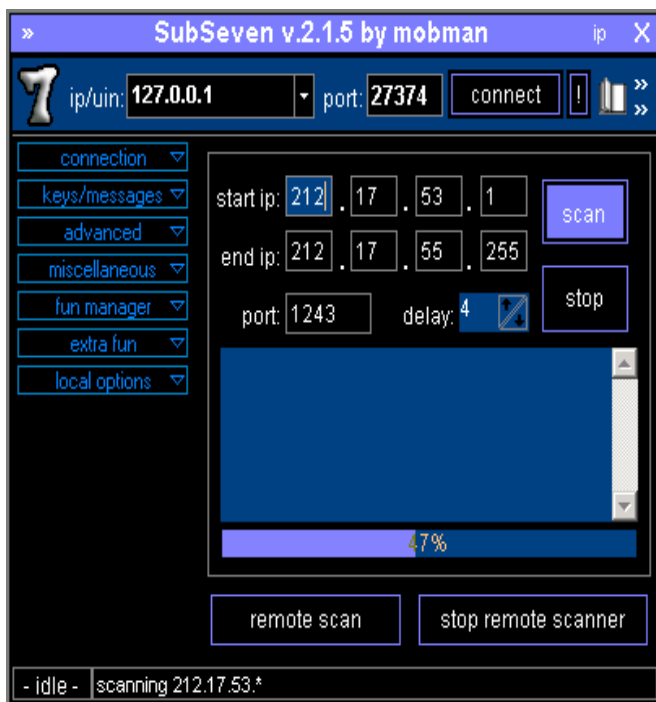 » SubSeven v.2.1.5 by mobman ip X
7 ip/uin: 127.0.0.1 port: 27374 connect ! »
»
connection
keys/messages
advanced
miscellaneous
fun manager
extra fun
local options
start ip: 212 . 17 . 53 . 1
scan
end ip: 212 . 17 . 55 . 255
port: 1243 delay: 4
stop
47%
remote scan stop remote scanner
- idle - scanning 212.17.53.*